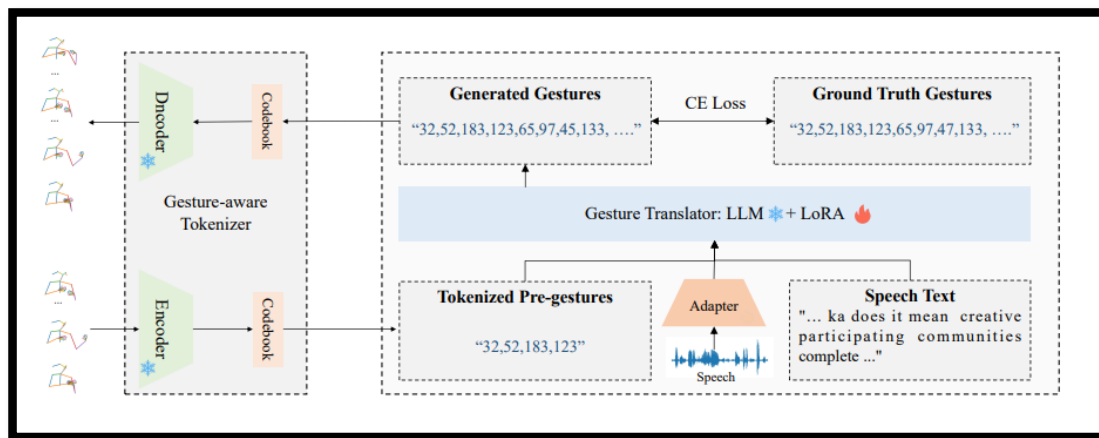 ...
...
...
Dncoder
Codebook
Gesture-aware
Tokenizer
...
Encoder
Codebook
Generated Gestures
“32,52,183,123,65,97,45,133, ….”
CE Loss
Ground Truth Gestures
“32,52,183,123,65,97,47,133, ….”
Gesture Translator: LLM + LoRA
Tokenized Pre-gestures
“32,52,183,123”
Adapter
Speech
Speech Text
"... ka does it mean creative
participating communities
complete ..."